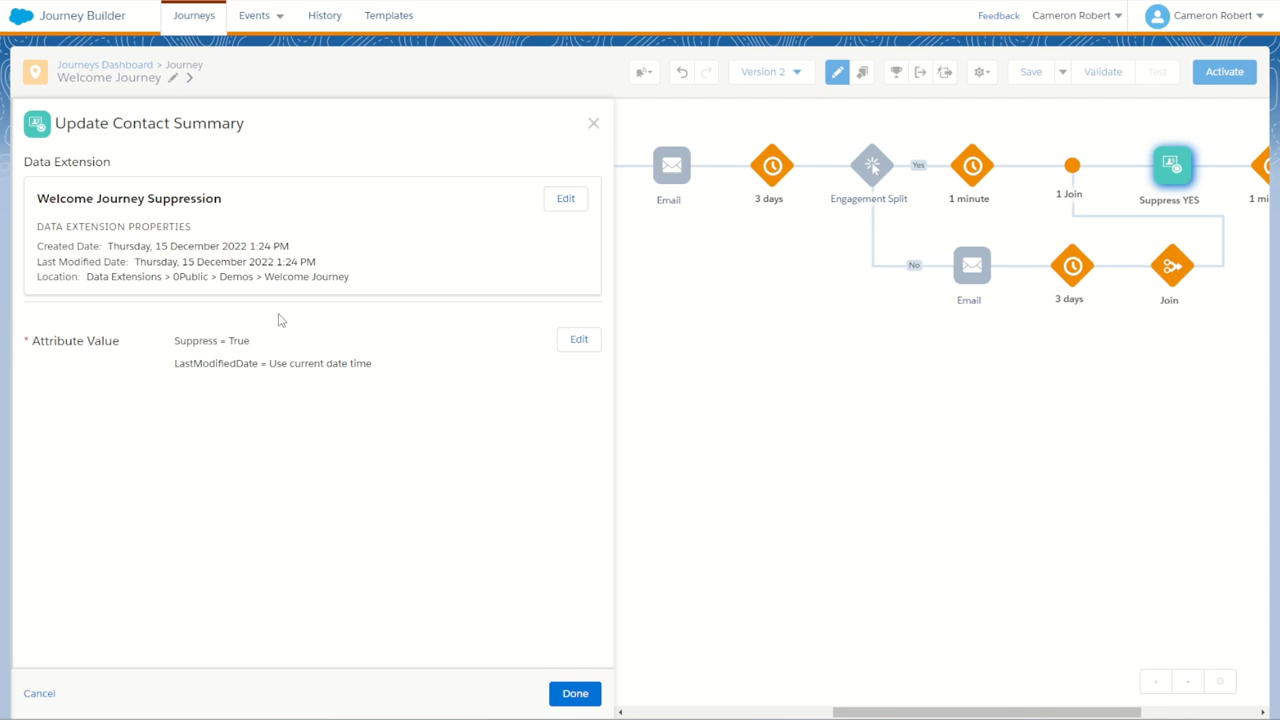 Journey Builder
Journeys
Events
History
Templates
Feedback
Cameron Robert
Cameron Robert
Journeys Dashboard > Journey
Welcome Journey
Version 2
Save
Validate
Test
Activate
Update Contact Summary
Data Extension
Welcome Journey Suppression
Edit
DATA EXTENSION PROPERTIES
Created Date: Thursday, 15 December 2022 1:24 PM
Last Modified Date: Thursday, 15 December 2022 1:24 PM
Location: Data Extensions > 0Public > Demos > Welcome Journey
* Attribute Value
Suppress = True
LastModifiedDate = Use current date time
Edit
Cancel
Done
Yes
Email
3 days
Engagement Split
1 minute
1 Join
Suppress YES
1 mi
No
Email
3 days
Join